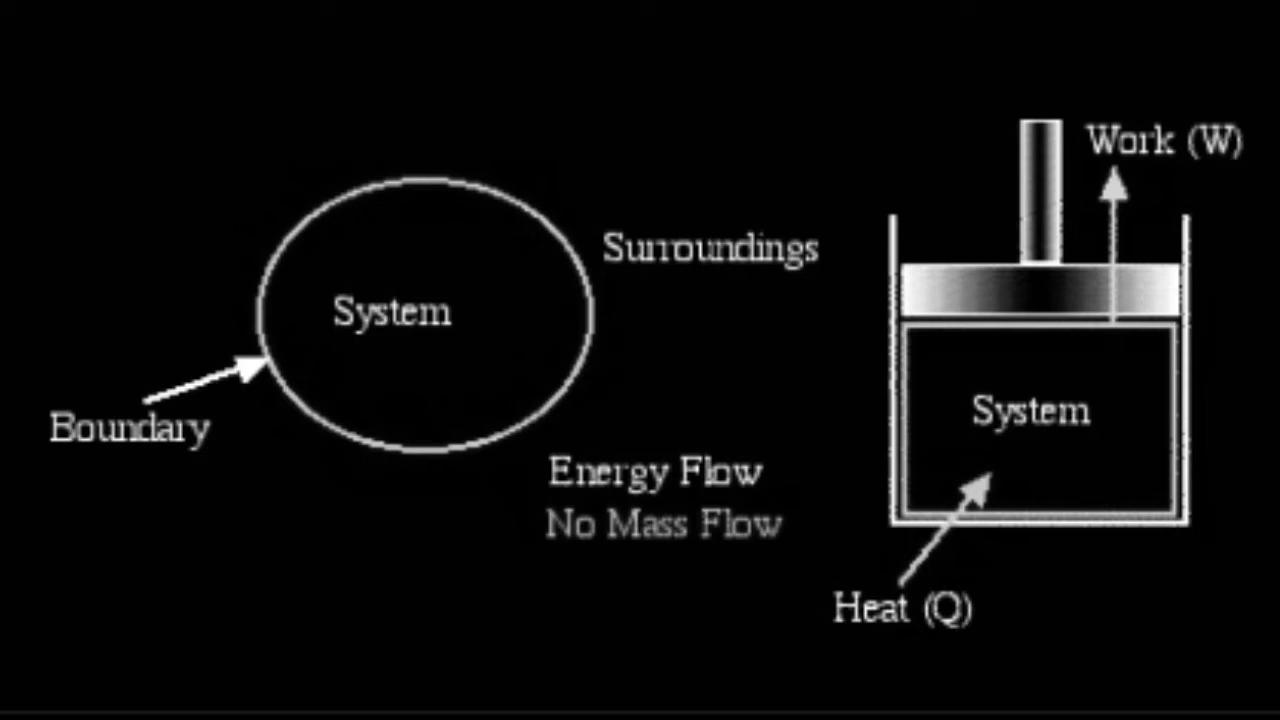 System
Surroundings
Boundary
Energy Flow
No Mass Flow
Work (W)
System
Heat (Q)